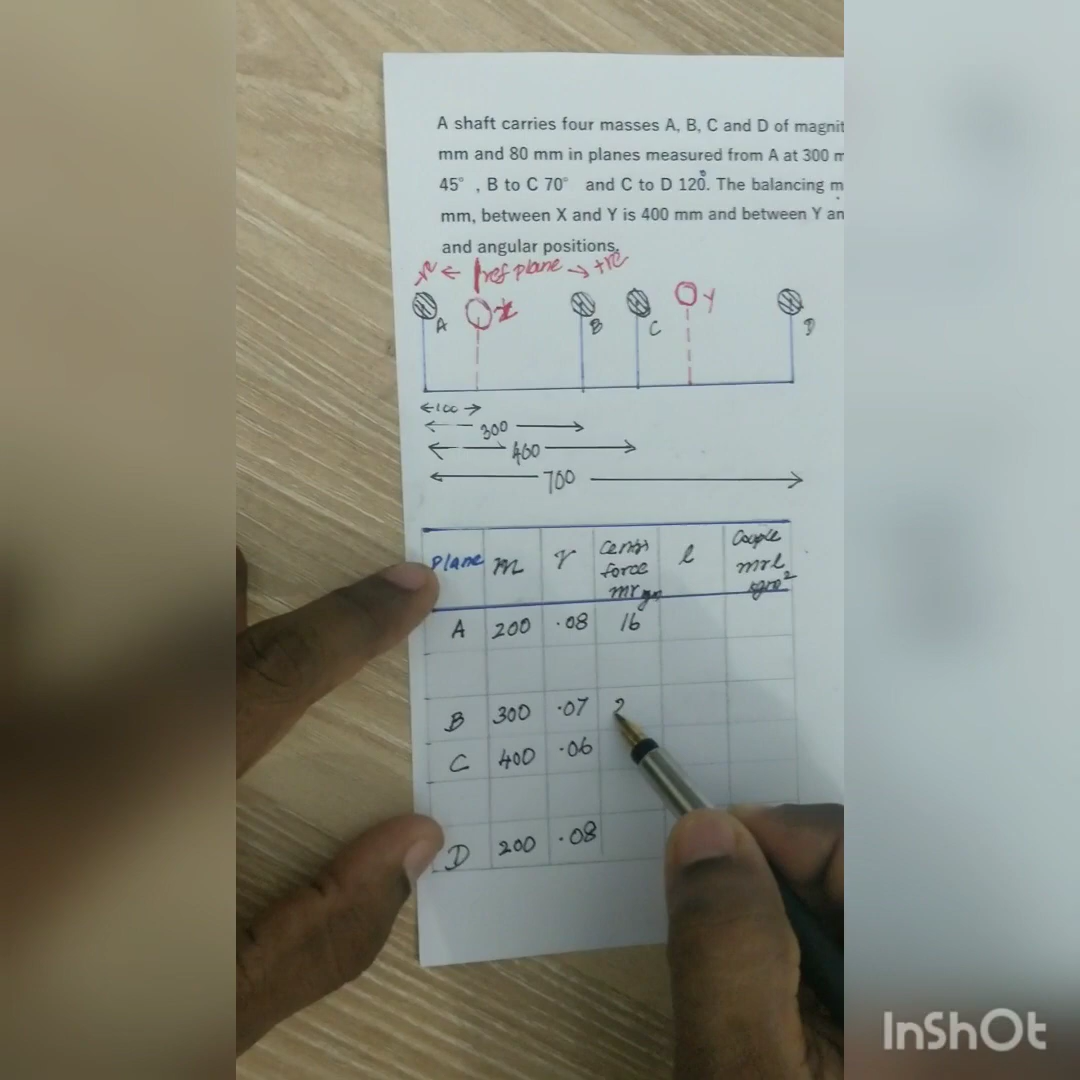 A shaft carries four masses A, B, C and D of magnit
mm and 80 mm in planes measured from A at 300 m
45° , B to C 70° and C to D 120°. The balancing m
mm, between X and Y is 400 mm and between Y an
and angular positions.
-ve ← ref plane → +ve
A x B C Y D
←100→
300
400
700
Plane m r Cent force mr l Couple mrl
A 200 .08 16
B 300 .07 2
C 400 .06
D 200 .08
InShOt